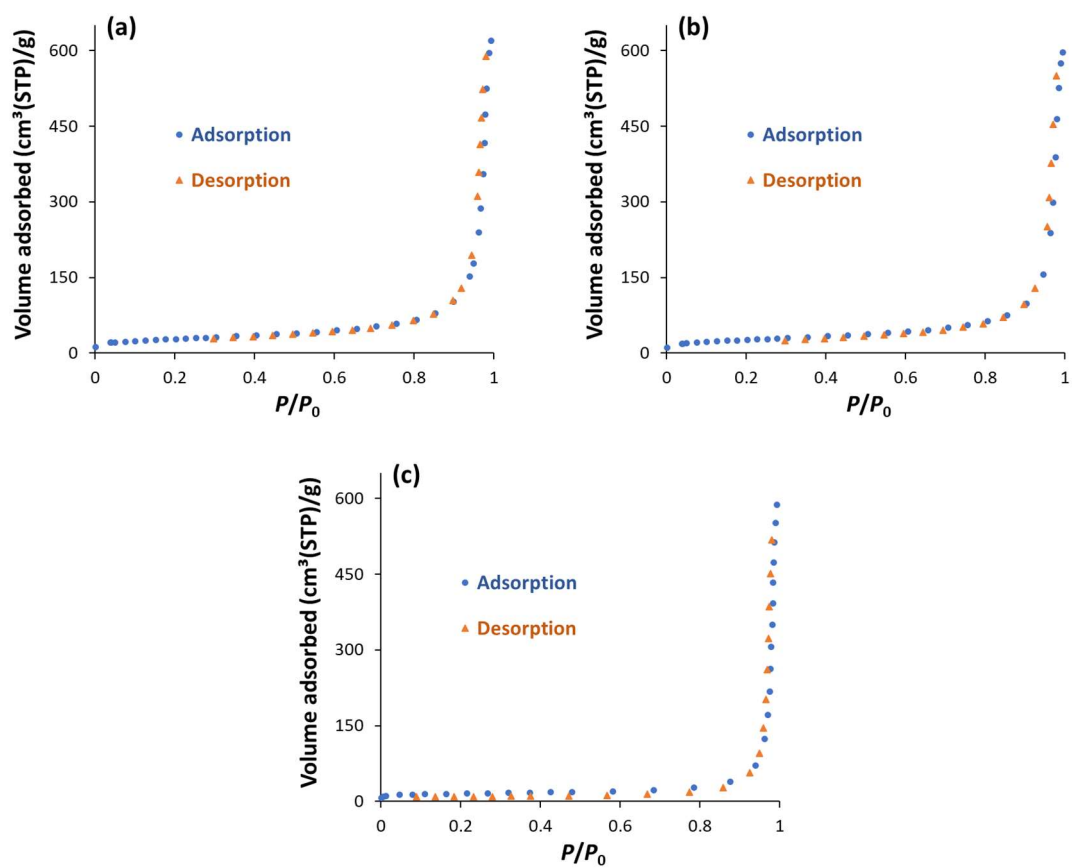 (a)
Volume adsorbed (cm³(STP)/g)
600
450
300
150
0
Adsorption
Desorption
0 0.2 0.4 0.6 0.8 1
P/P₀
(b)
Volume adsorbed (cm³(STP)/g)
600
450
300
150
0
Adsorption
Desorption
0 0.2 0.4 0.6 0.8 1
P/P₀
(c)
Volume adsorbed (cm³(STP)/g)
600
450
300
150
0
Adsorption
Desorption
0 0.2 0.4 0.6 0.8 1
P/P₀